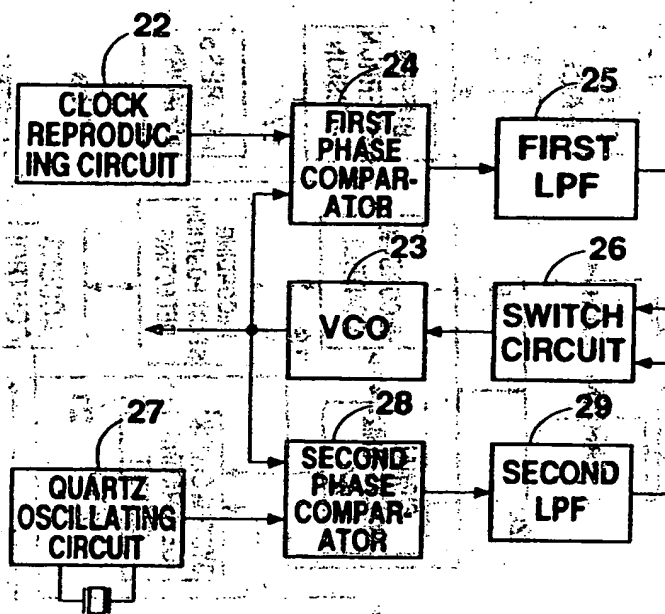 22
CLOCK
REPRODUC-
ING CIRCUIT
24
FIRST
PHASE
COMPAR-
ATOR
25
FIRST
LPF
23
VCO
26
SWITCH
CIRCUIT
27
QUARTZ
OSCILLATING
CIRCUIT
28
SECOND
PHASE
COMPAR-
ATOR
29
SECOND
LPF